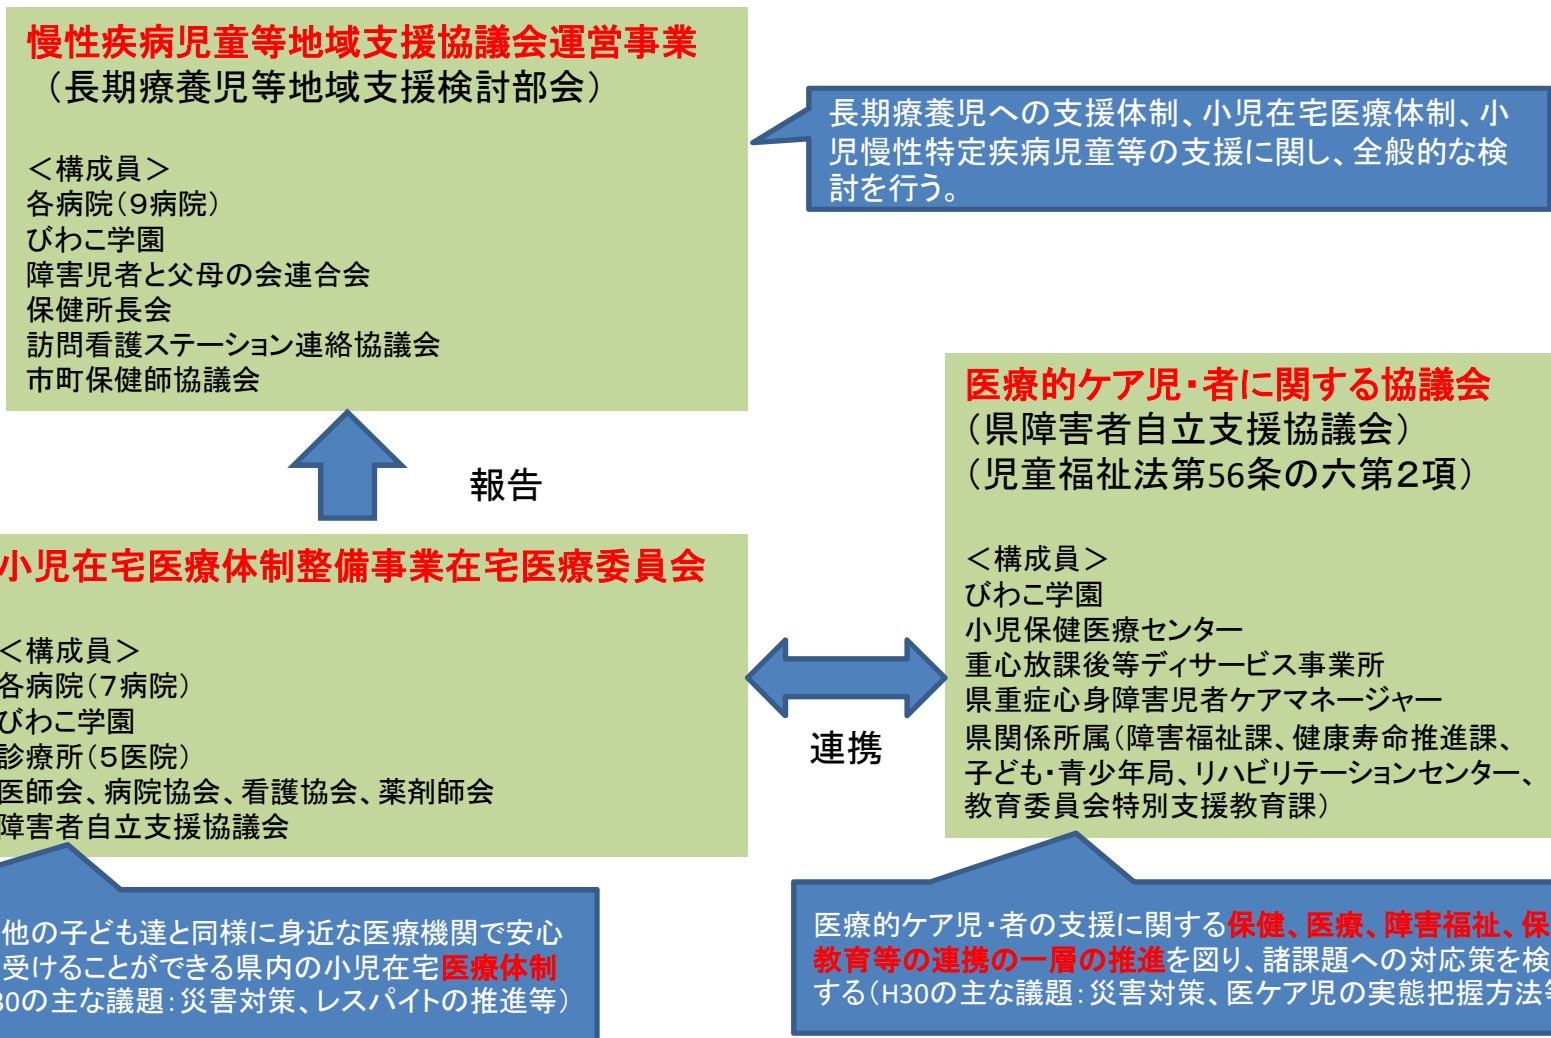 慢性疾病児童等地域支援協議会運営事業
（長期療養児等地域支援検討部会）
＜構成員＞
各病院（９病院）
びわこ学園
障害児者と父母の会連合会
保健所長会
訪問看護ステーション連絡協議会
市町保健師協議会
長期療養児への支援体制、小児在宅医療体制、小
児慢性特定疾病児童等の支援に関し、全般的な検
討を行う。
報告
小児在宅医療体制整備事業在宅医療委員会
＜構成員＞
各病院（７病院）
びわこ学園
診療所（５医院）
医師会、病院協会、看護協会、薬剤師会
障害者自立支援協議会
連携
医療的ケア児・者に関する協議会
（県障害者自立支援協議会）
（児童福祉法第56条の六第２項）
＜構成員＞
びわこ学園
小児保健医療センター
重心放課後等ディサービス事業所
県重症心身障害児者ケアマネージャー
県関係所属（障害福祉課、健康寿命推進課、
子ども・青少年局、リハビリテーションセンター、
教育委員会特別支援教育課）
他の子ども達と同様に身近な医療機関で安心
受けることができる県内の小児在宅医療体制
30の主な議題：災害対策、レスパイトの推進等）
医療的ケア児・者の支援に関する保健、医療、障害福祉、保
教育等の連携の一層の推進を図り、諸課題への対応策を検
する（H30の主な議題：災害対策、医ケア児の実態把握方法等